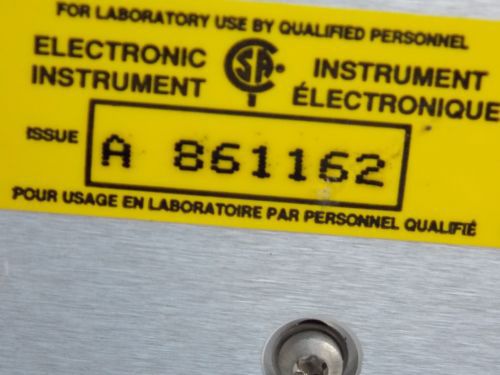 FOR LABORATORY USE BY QUALIFIED PERSONNEL
ELECTRONIC INSTRUMENT
CSA
INSTRUMENT ÉLECTRONIQUE
ISSUE A 861162
POUR USAGE EN LABORATOIRE PAR PERSONNEL QUALIFIÉ